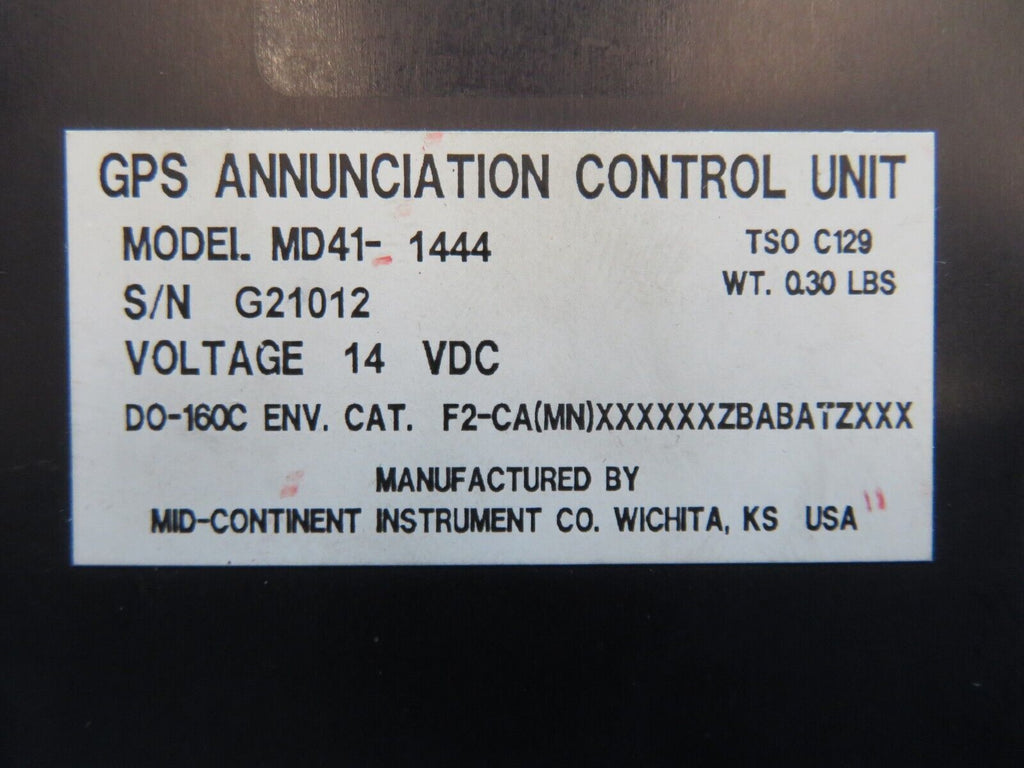 GPS ANNUNCIATION CONTROL UNIT
MODEL MD41- 1444
TSO C129
S/N G21012
WT. 0.30 LBS
VOLTAGE 14 VDC
DO-160C ENV. CAT. F2-CA(MN)XXXXXXZBABATZXXX
MANUFACTURED BY
MID-CONTINENT INSTRUMENT CO. WICHITA, KS USA